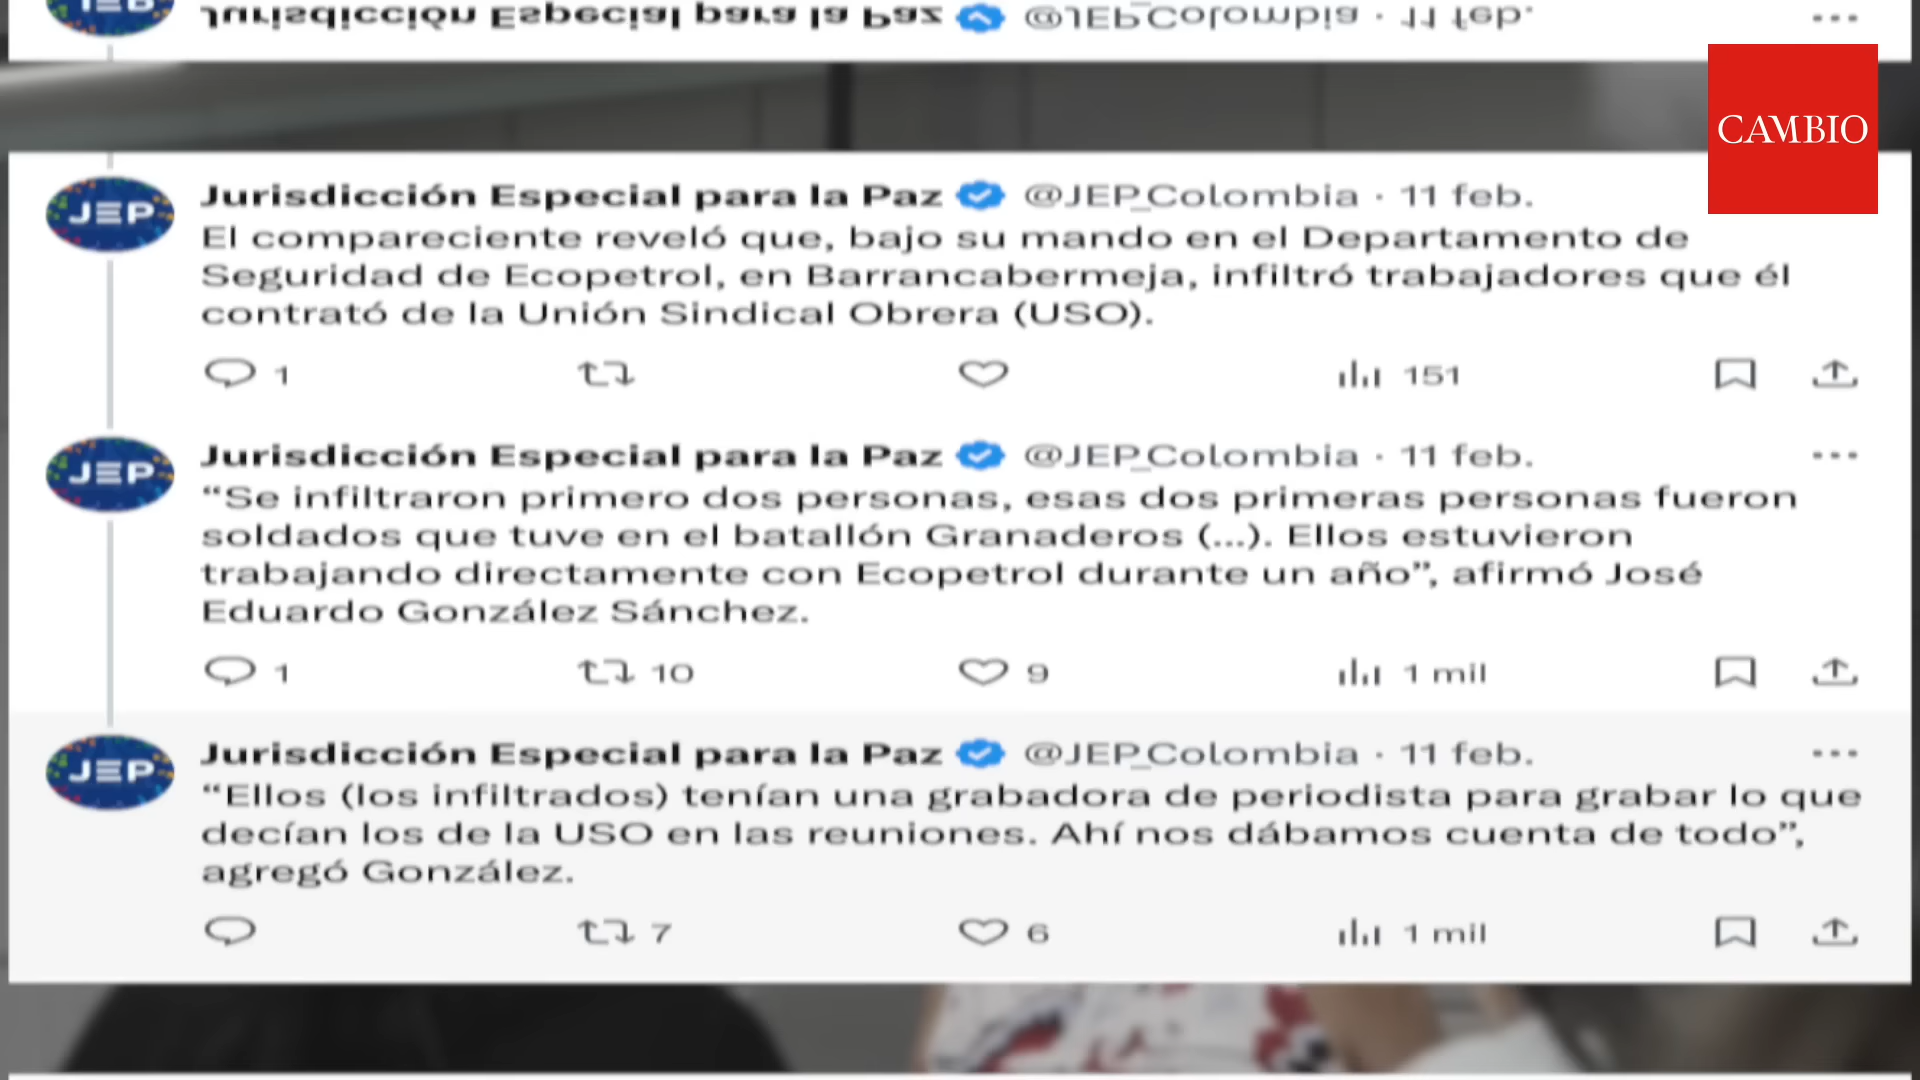 Jurisdicción Especial para la Paz @JEP_Colombia · 11 feb.
CAMBIO
JEP
Jurisdicción Especial para la Paz @JEP_Colombia · 11 feb.
El compareciente reveló que, bajo su mando en el Departamento de
Seguridad de Ecopetrol, en Barrancabermeja, infiltró trabajadores que él
contrató de la Unión Sindical Obrera (USO).
1 151
JEP
Jurisdicción Especial para la Paz @JEP_Colombia · 11 feb.
“Se infiltraron primero dos personas, esas dos primeras personas fueron
soldados que tuve en el batallón Granaderos (...). Ellos estuvieron
trabajando directamente con Ecopetrol durante un año”, afirmó José
Eduardo González Sánchez.
1 10 9 1 mil
JEP
Jurisdicción Especial para la Paz @JEP_Colombia · 11 feb.
“Ellos (los infiltrados) tenían una grabadora de periodista para grabar lo que
decían los de la USO en las reuniones. Ahí nos dábamos cuenta de todo”,
agregó González.
7 6 1 mil